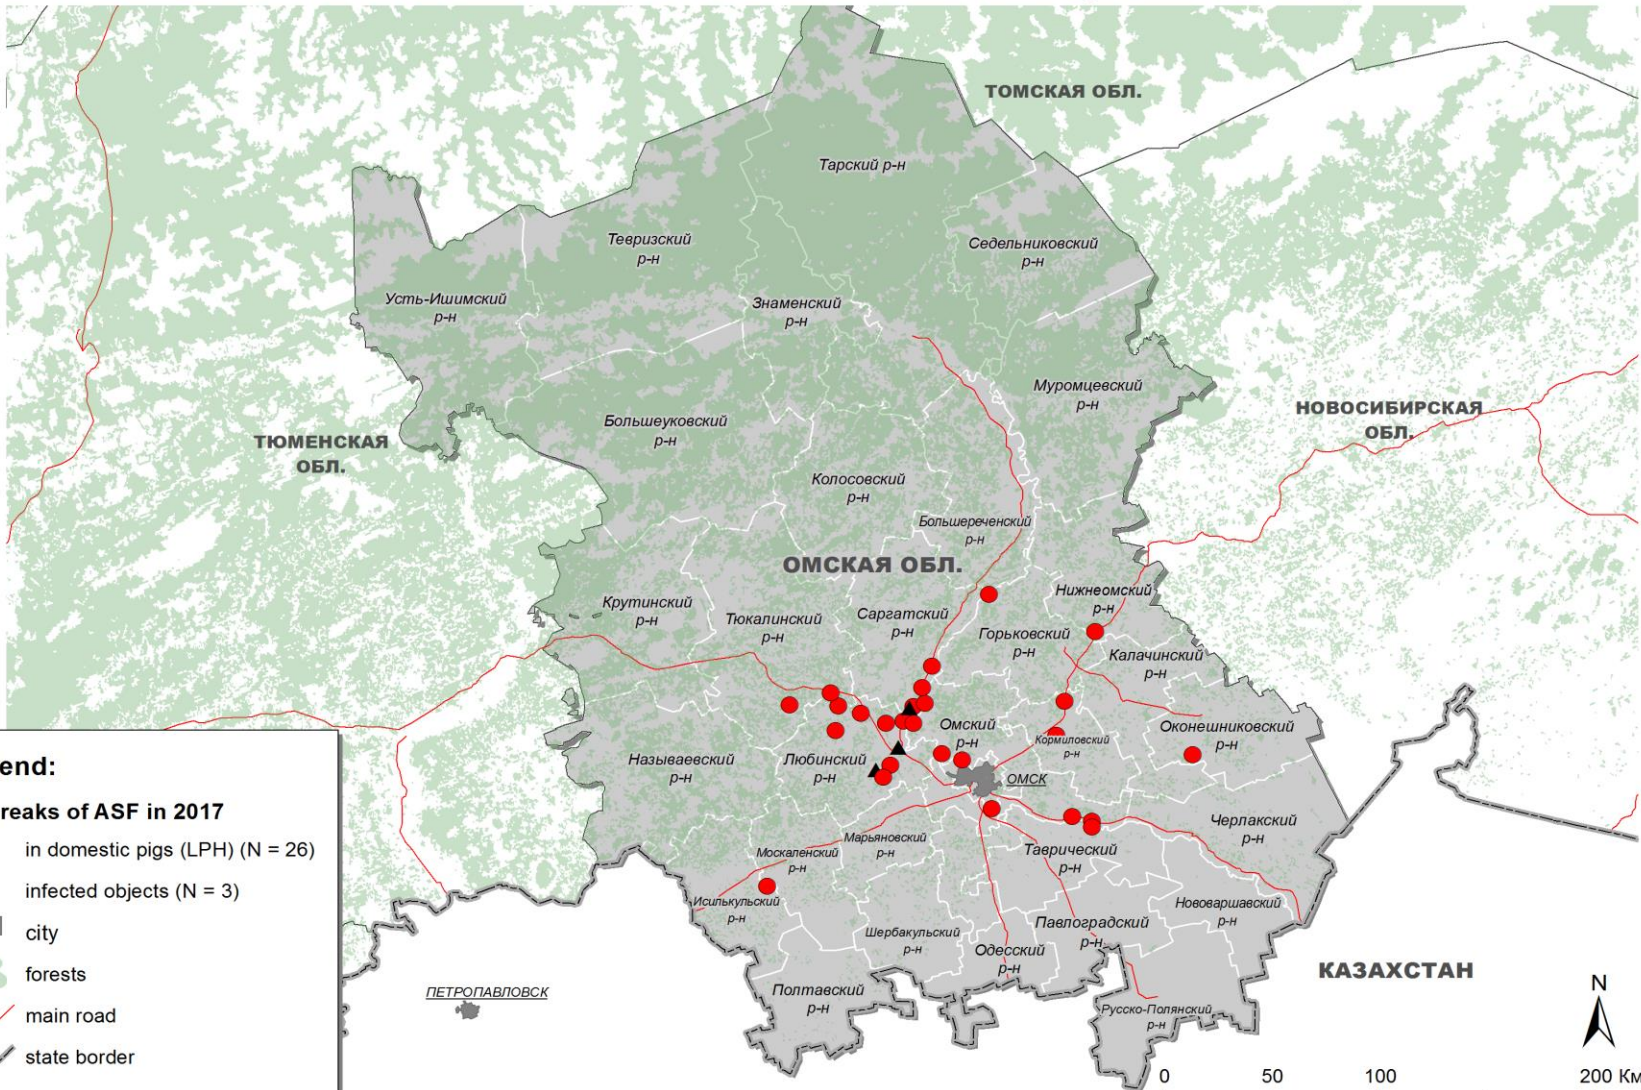 ТОМСКАЯ ОБЛ.
Тарский р-н
Тевризский
р-н
Седельниковский
р-н
Усть-Ишимский
р-н
Знаменский
р-н
Муромцевский
р-н
НОВОСИБИРСКАЯ
ОБЛ.
Большеуковский
р-н
ТЮМЕНСКАЯ
ОБЛ.
Колосовский
р-н
Большереченский
р-н
ОМСКАЯ ОБЛ.
Крутинский
р-н
Тюкалинский
р-н
Саргатский
р-н
Нижнеомский
р-н
Горьковский
р-н
Калачинский
р-н
Называевский
р-н
Любинский
р-н
Омский
р-н
Кормиловский
р-н
Оконешниковский
р-н
ОМСК
Москаленский
р-н
Марьяновский
р-н
Таврический
р-н
Черлакский
р-н
Исилькульский
р-н
Шербакульский
р-н
Одесский
р-н
Павлоградский
р-н
Нововаршавский
р-н
Полтавский
р-н
Русско-Полянский
р-н
КАЗАХСТАН
ПЕТРОПАВЛОВСК
end:
reaks of ASF in 2017
in domestic pigs (LPH) (N = 26)
infected objects (N = 3)
city
forests
main road
state border
N
0 50 100 200 Км